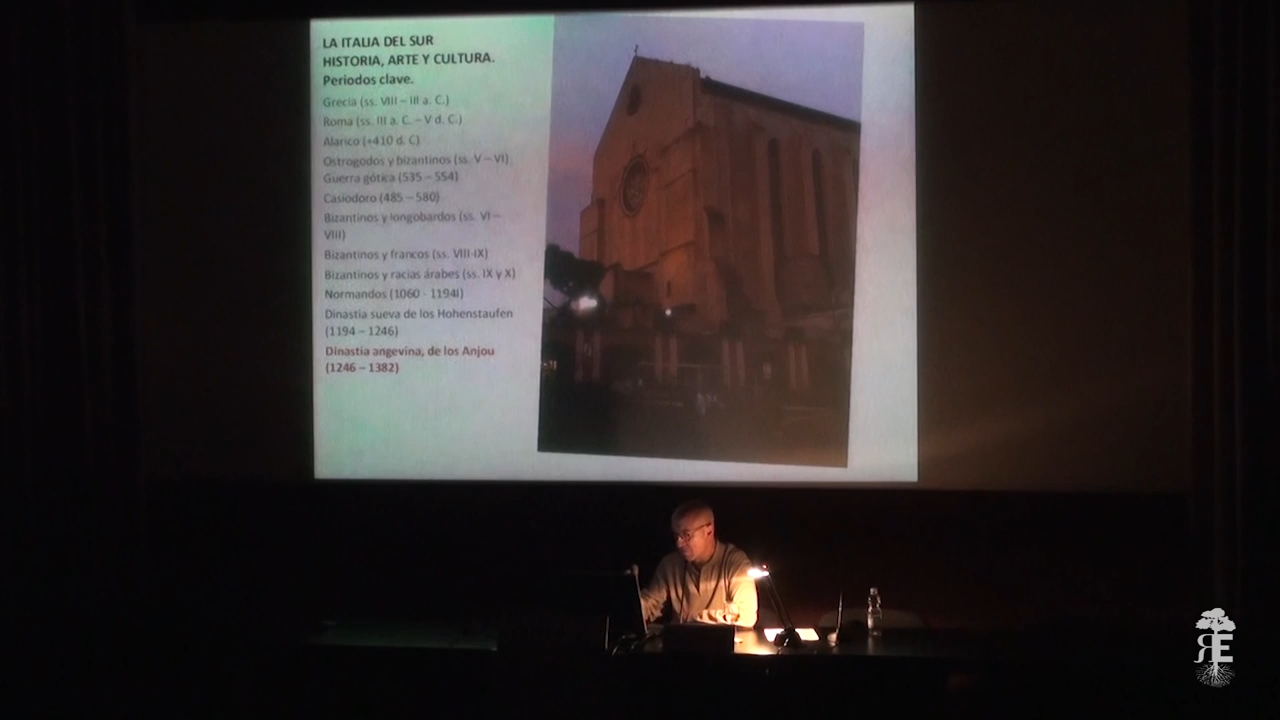 LA ITALIA DEL SUR
HISTORIA, ARTE Y CULTURA.
Periodos clave.
Grecia (ss. VIII – III a. C.)
Roma (ss. III a. C. – V d. C.)
Alarico (+410 d. C)
Ostrogodos y bizantinos (ss. V – VI)
Guerra gótica (535 – 554)
Casiodoro (485 – 580)
Bizantinos y longobardos (ss. VI –
VIII)
Bizantinos y francos (ss. VIII-IX)
Bizantinos y racias árabes (ss. IX y X)
Normandos (1060 - 1194l)
Dinastia sueva de los Hohenstaufen
(1194 – 1246)
Dinastia angevina, de los Anjou
(1246 – 1382)
RE